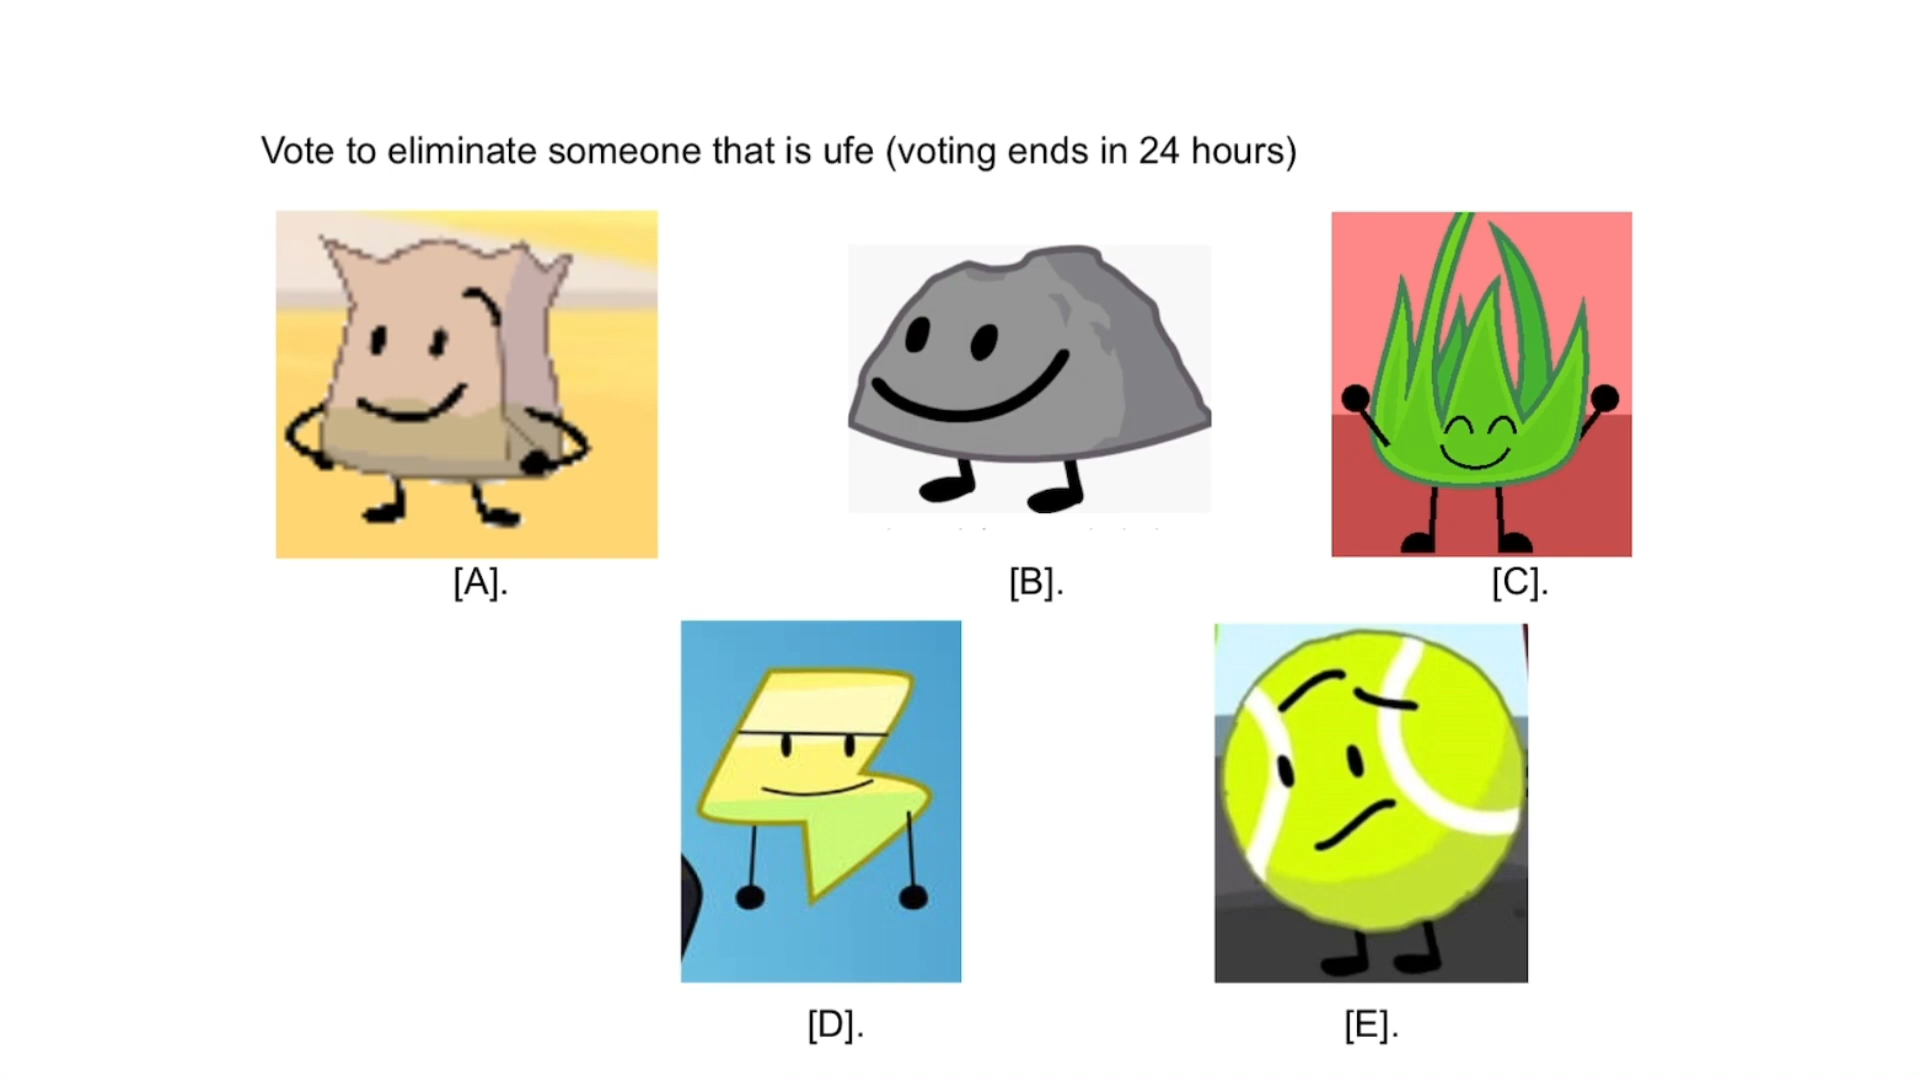 Vote to eliminate someone that is ufe (voting ends in 24 hours)
[A].
[B].
[C].
[D].
[E].